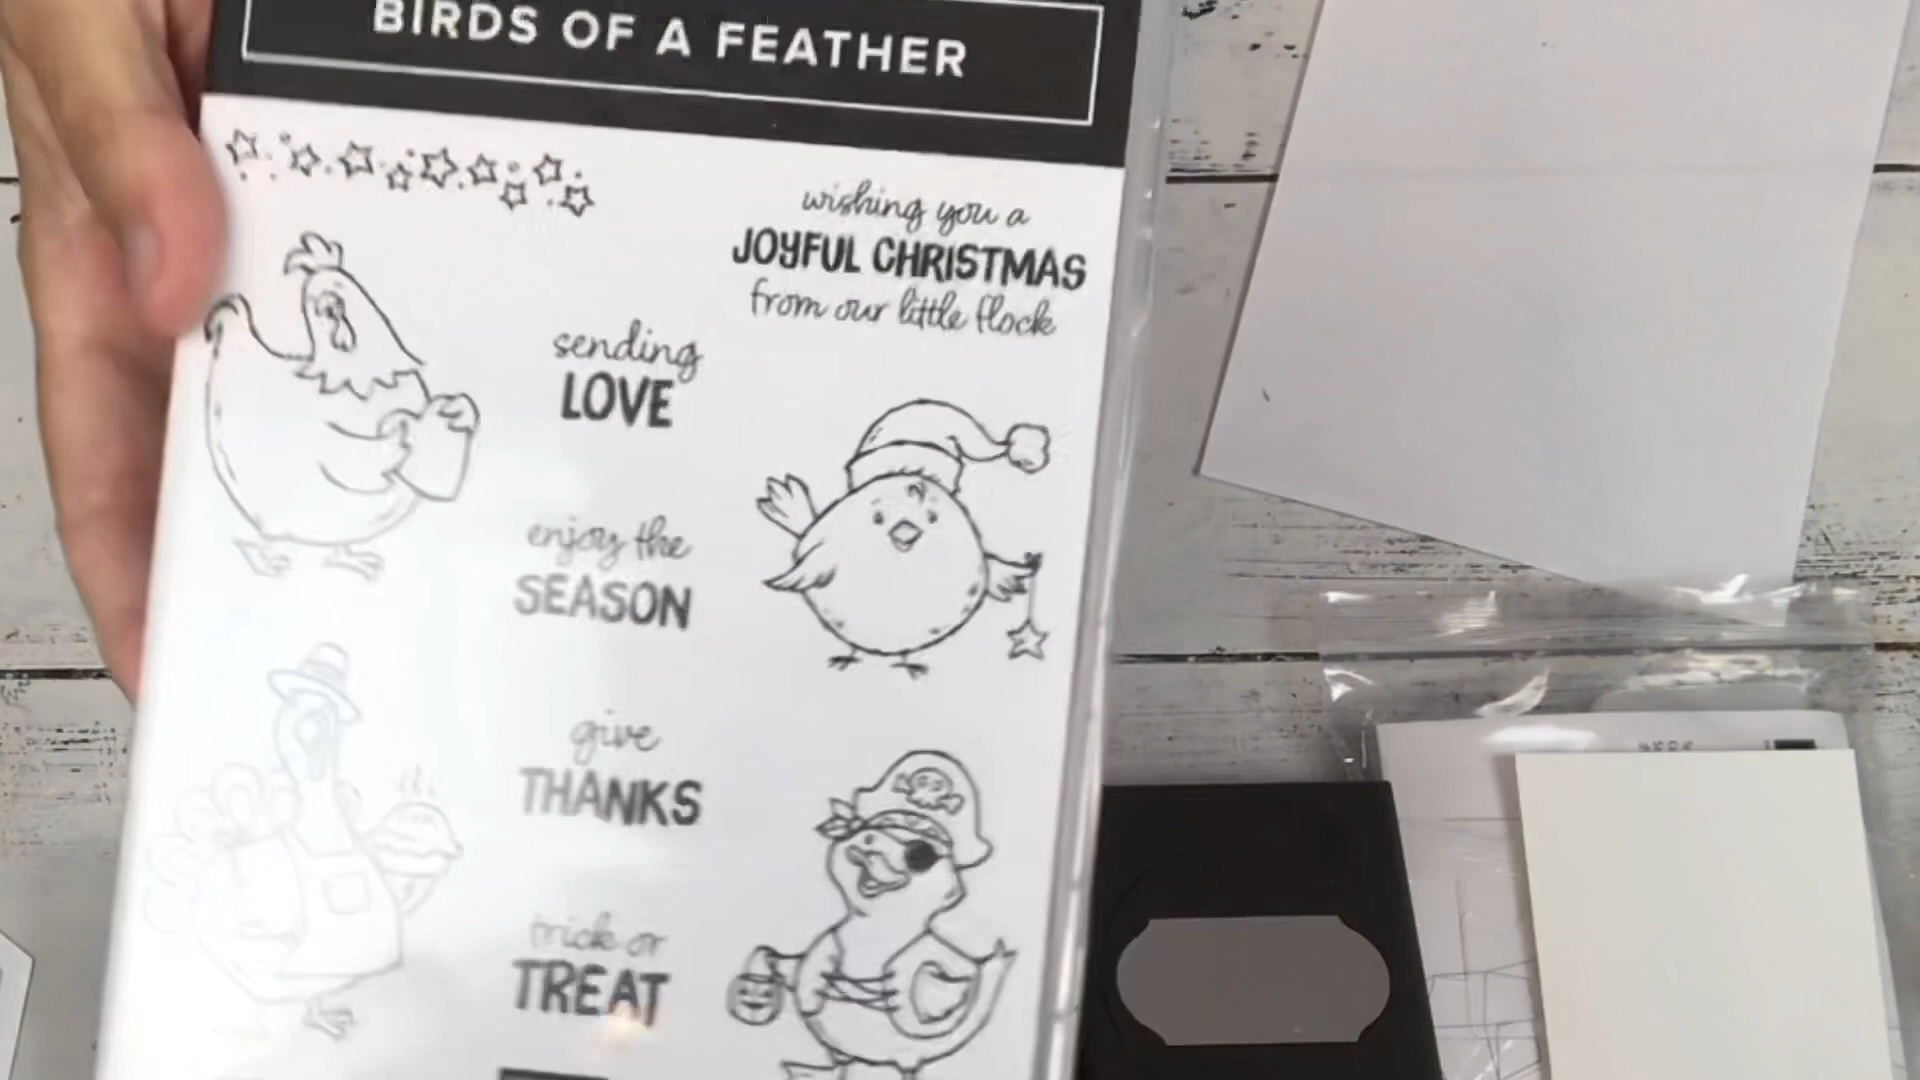 BIRDS OF A FEATHER
wishing you a
JOYFUL CHRISTMAS
from our little flock
sending
LOVE
enjoy the
SEASON
give
THANKS
trick or
TREAT